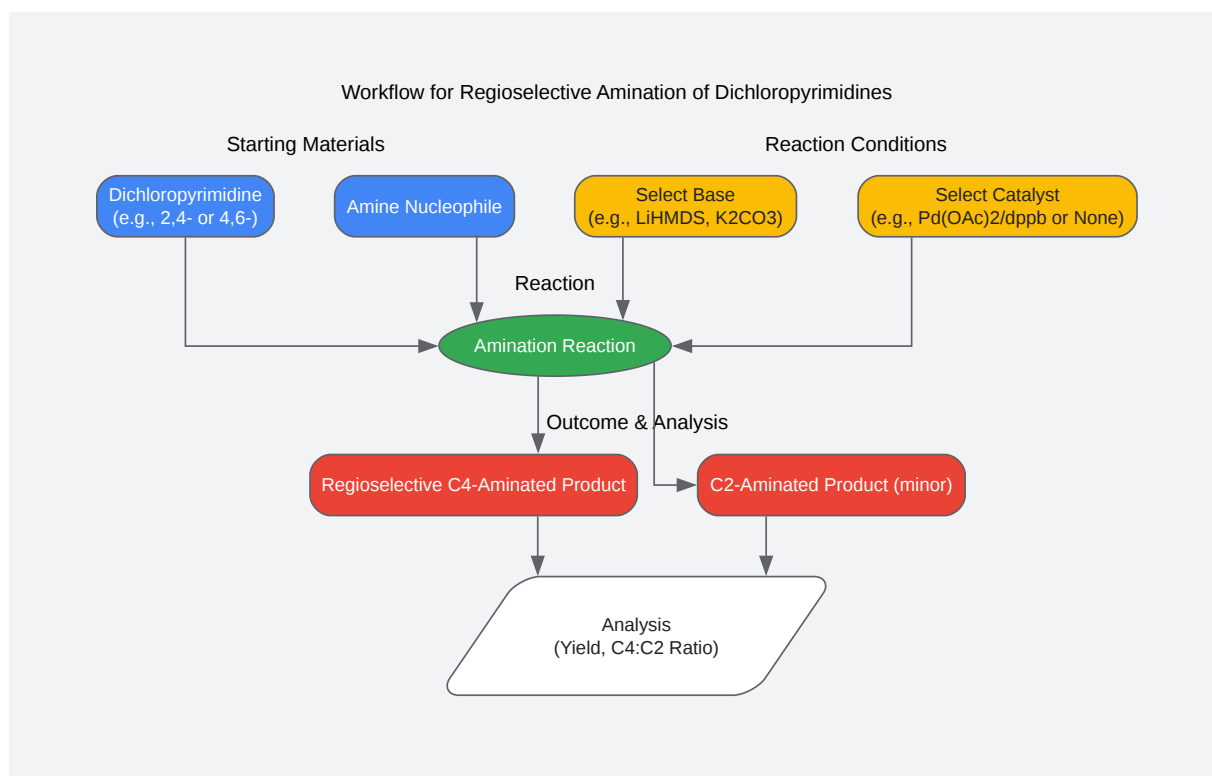 Workflow for Regioselective Amination of Dichloropyrimidines
Starting Materials
Reaction Conditions
Dichloropyrimidine
(e.g., 2,4- or 4,6-)
Amine Nucleophile
Select Base
(e.g., LiHMDS, K2CO3)
Select Catalyst
(e.g., Pd(OAc)2/dppb or None)
Reaction
Amination Reaction
Outcome & Analysis
Regioselective C4-Aminated Product
C2-Aminated Product (minor)
Analysis
(Yield, C4:C2 Ratio)